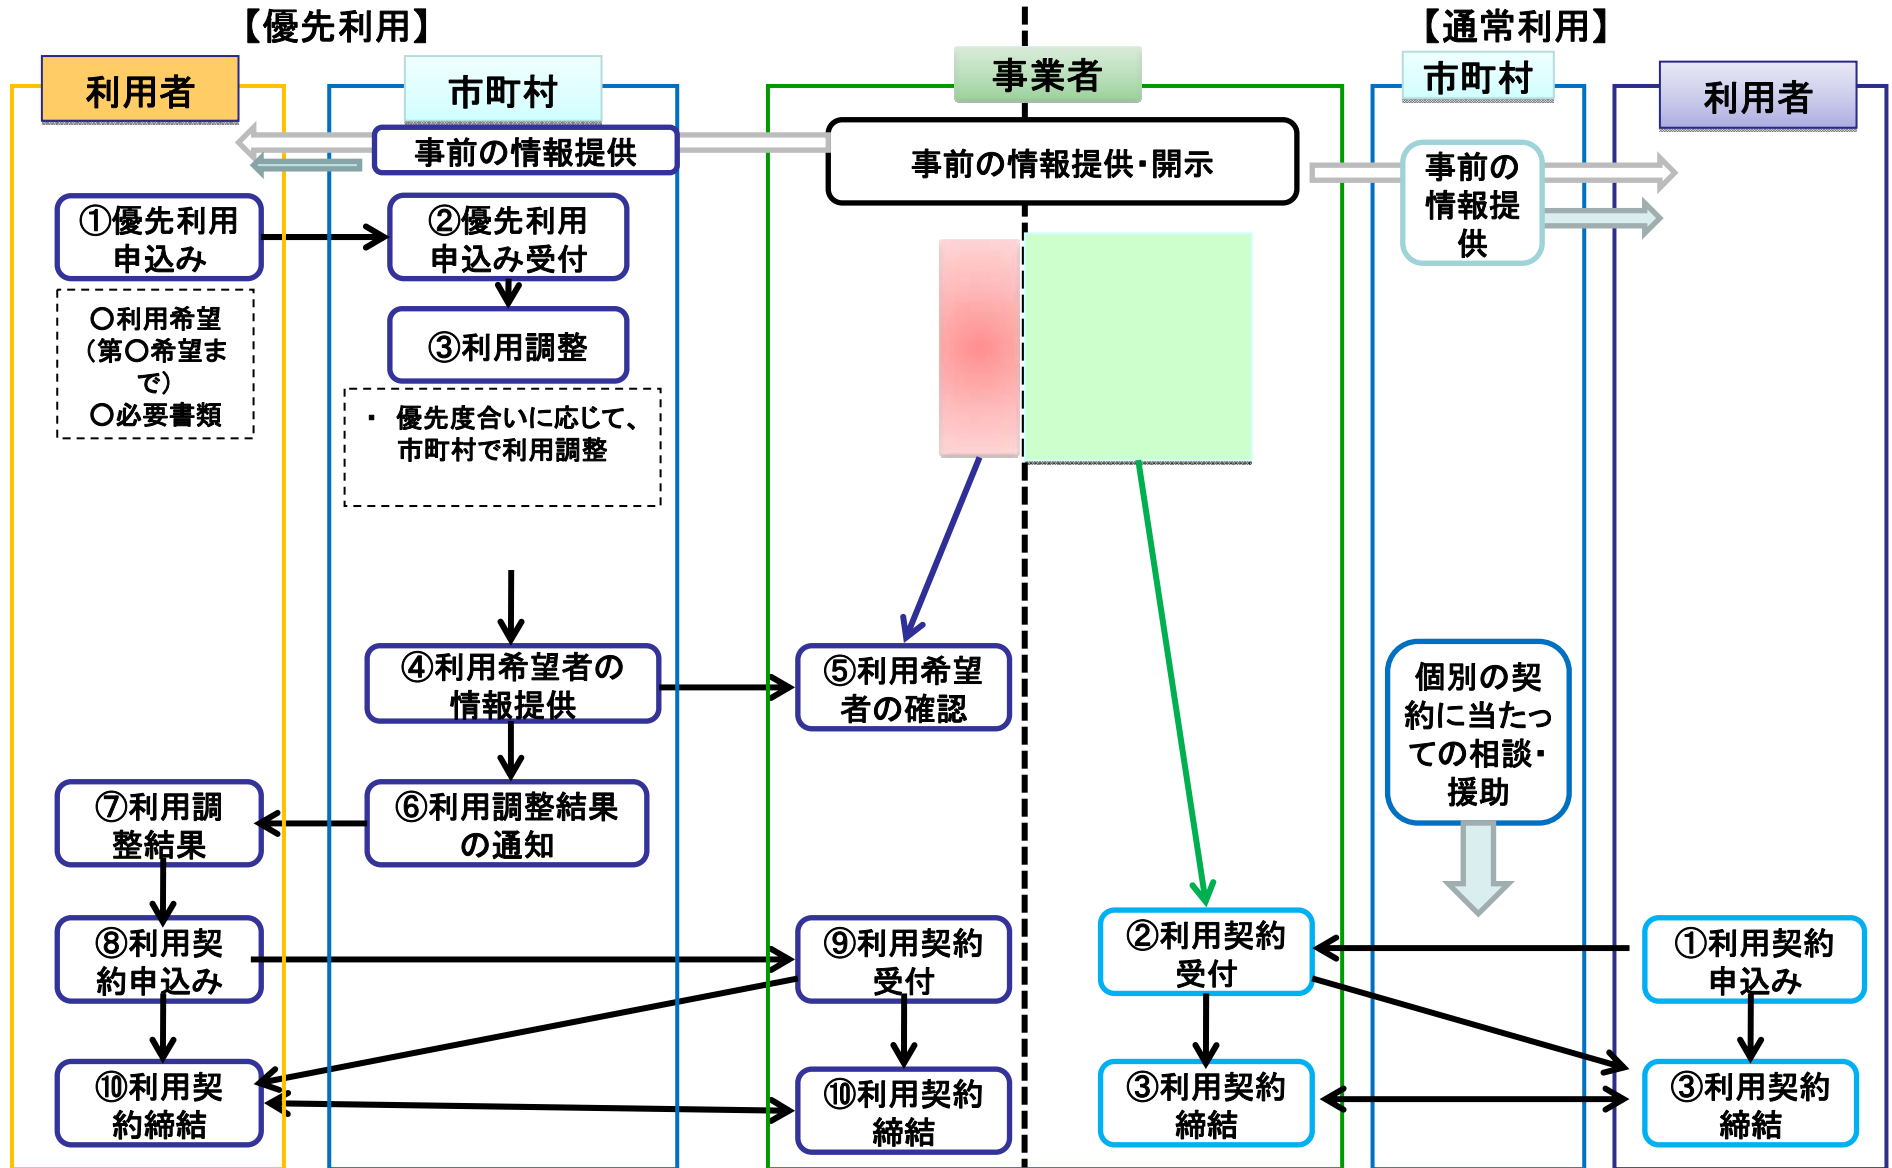 【優先利用】
【通常利用】
利用者
市町村
事業者
市町村
利用者
事前の情報提供
事前の情報提供・開示
事前の
情報提
供
①優先利用
申込み
②優先利用
申込み受付
○利用希望
（第○希望ま
で）
○必要書類
③利用調整
・ 優先度合いに応じて、
市町村で利用調整
④利用希望者の
情報提供
⑤利用希望
者の確認
個別の契
約に当たっ
ての相談・
援助
⑦利用調
整結果
⑥利用調整結果
の通知
⑧利用契
約申込み
⑨利用契約
受付
②利用契約
受付
①利用契約
申込み
⑩利用契
約締結
⑩利用契約
締結
③利用契約
締結
③利用契約
締結